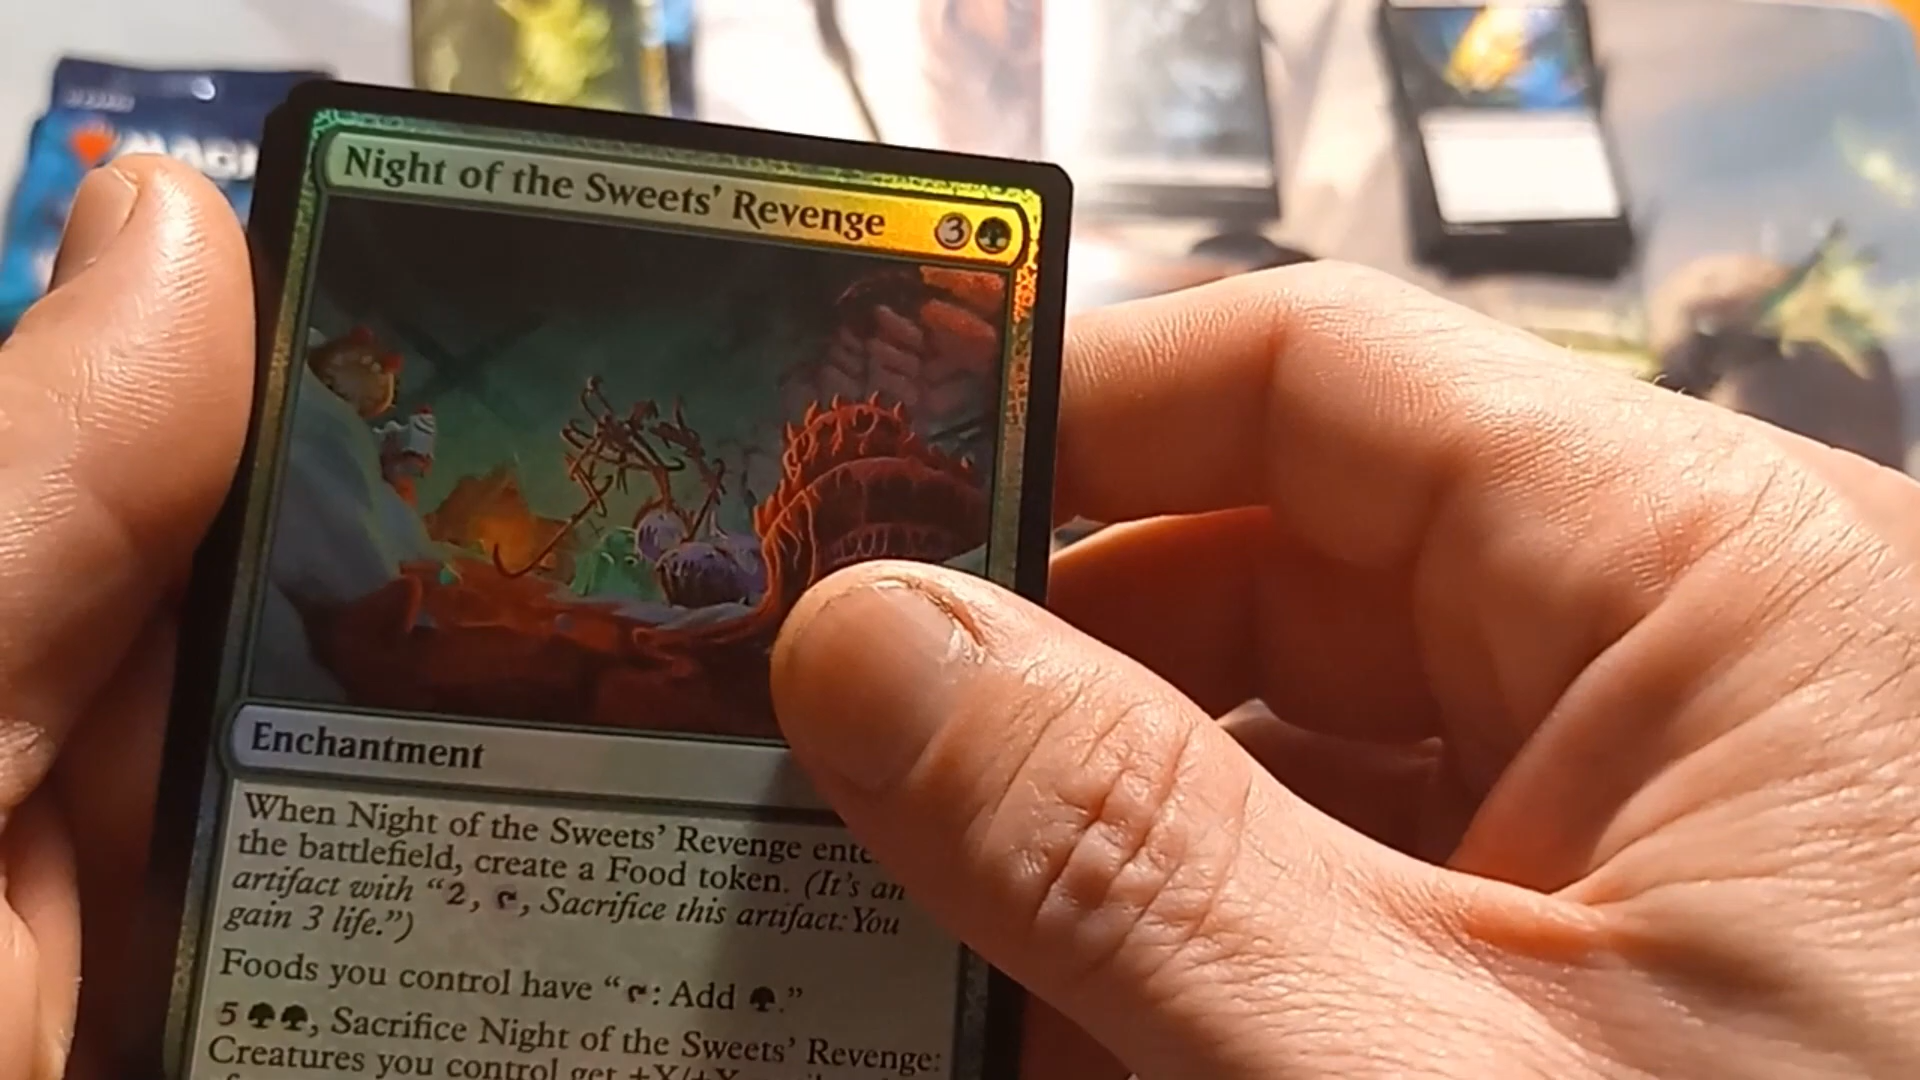 MAGI
Night of the Sweets' Revenge 3
Enchantment
When Night of the Sweets' Revenge ente
the battlefield, create a Food token. (It's an
artifact with “2, , Sacrifice this artifact: You
gain 3 life.”)
Foods you control have “ : Add .”
5 , Sacrifice Night of the Sweets' Revenge:
Creatures you control get +X/+X